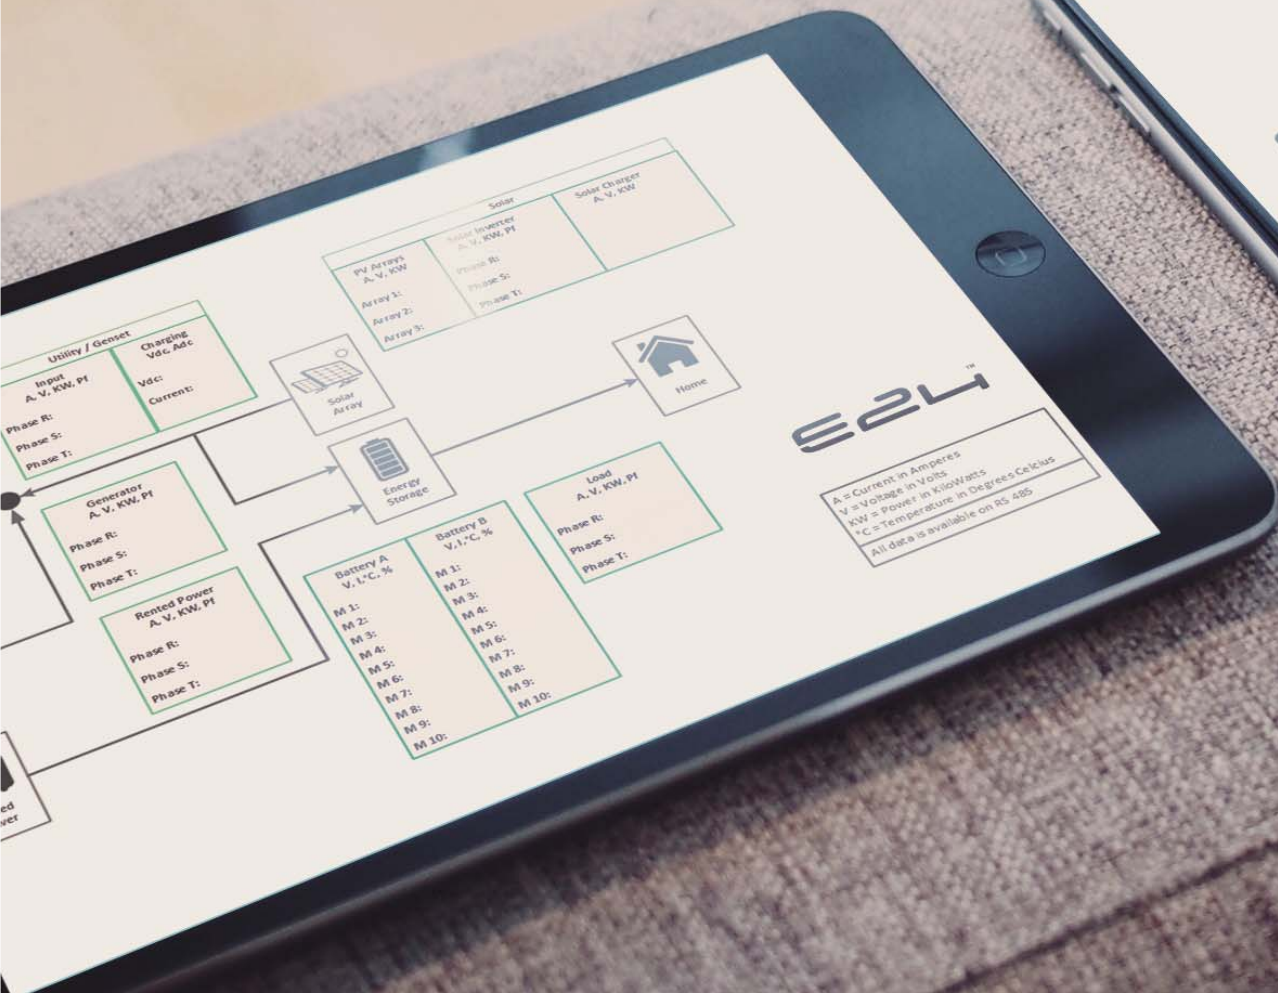 Solar
PV Arrays
A. V, KW
Array 1:
Array 2:
Array 3:
Solar Inverter
A. V, KW, Pf
Phase R:
Phase S:
Phase T:
Solar Charger
A. V, KW
Utility / Genset
Input
A. V, KW, Pf
Phase R:
Phase S:
Phase T:
Charging
Vdc, Adc
Vdc:
Current:
Solar
Array
Home
Energy
Storage
Generator
A. V, KW, Pf
Phase R:
Phase S:
Phase T:
Rented Power
A. V, KW, Pf
Phase R:
Phase S:
Phase T:
Battery A
V, I,°C, %
M 1:
M 2:
M 3:
M 4:
M 5:
M 6:
M 7:
M 8:
M 9:
M 10:
Battery B
V, I,°C, %
M 1:
M 2:
M 3:
M 4:
M 5:
M 6:
M 7:
M 8:
M 9:
M 10:
Load
A. V, KW, Pf
Phase R:
Phase S:
Phase T:
E24™
A = Current in Amperes
V = Voltage in Volts
KW = Power in KiloWatts
°C = Temperature in Degrees Celcius
All data is available on RS 485